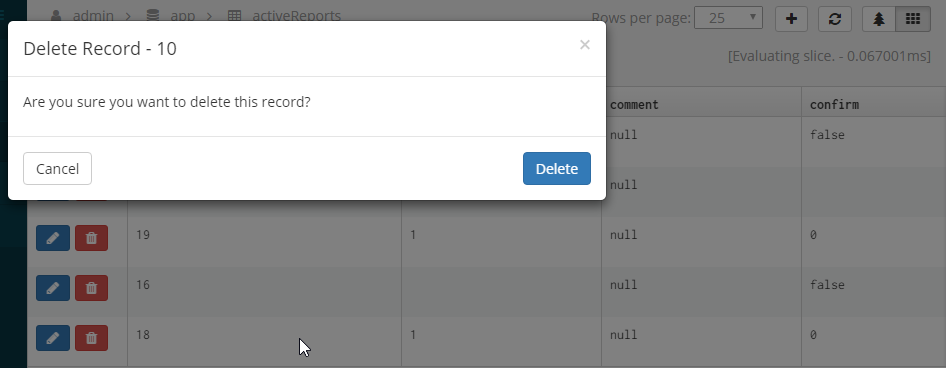 admin > app > activeReports
Rows per page: 25
Delete Record - 10 ×
[Evaluating slice. - 0.067001ms]
Are you sure you want to delete this record?
comment confirm
null false
Cancel Delete
null
19 1 null 0
16 null false
18 1 null 0